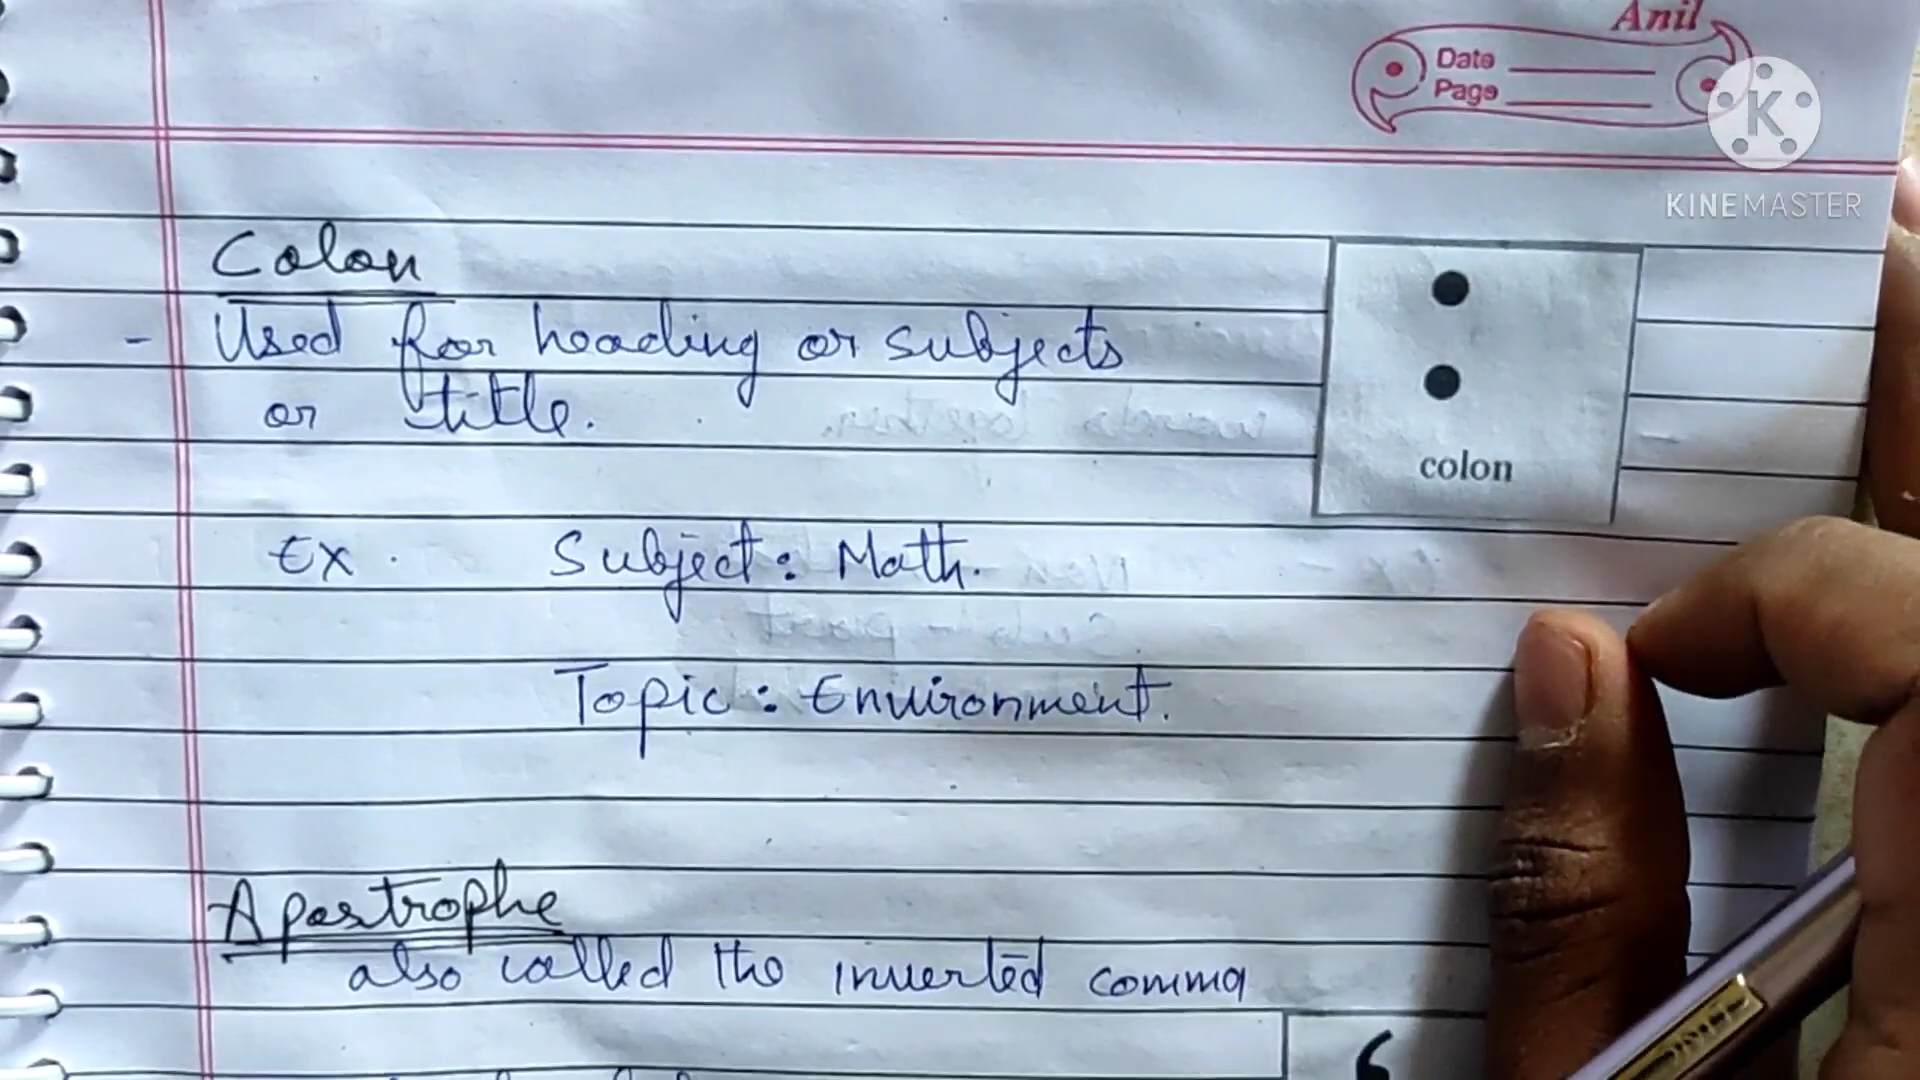 Anil
Date
Page
K
KINEMASTER
Colon
- Used for heading or subjects
or title.
colon
Ex. Subject: Math.
Topic: Environment.
Apostrophe
also called the inverted comma